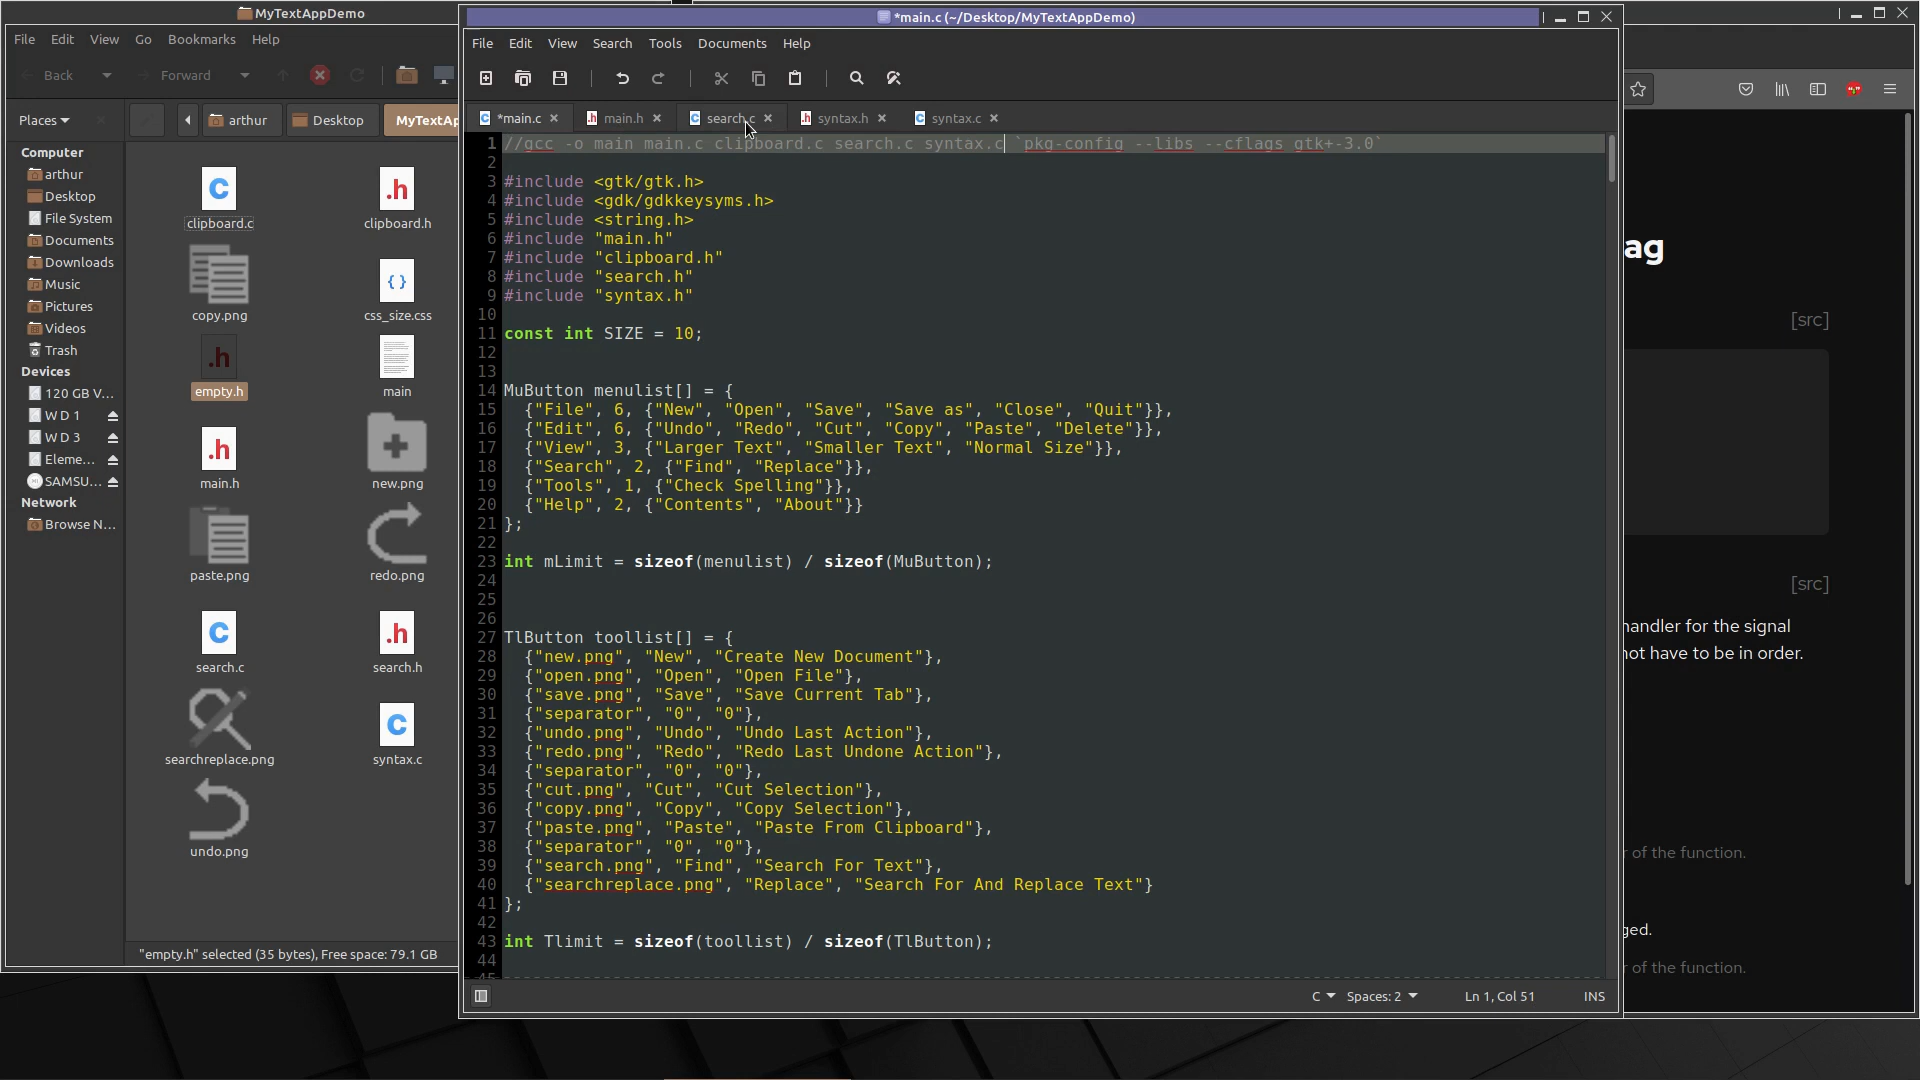 MyTextAppDemo
File Edit View Go Bookmarks Help
Back Forward
Places
arthur Desktop MyTextAp
Computer
arthur
Desktop
File System
Documents
Downloads
Music
Pictures
Videos
Trash
Devices
120 GB V...
W D 1
W D 3
Eleme...
SAMSU...
Network
Browse N...
clipboard.c
clipboard.h
copy.png
css_size.css
empty.h
main
main.h
new.png
paste.png
redo.png
search.c
search.h
searchreplace.png
syntax.c
undo.png
"empty.h" selected (35 bytes), Free space: 79.1 GB
*main.c (~/Desktop/MyTextAppDemo)
File Edit View Search Tools Documents Help
*main.c main.h search.c syntax.h syntax.c
1 //gcc -o main main.c clipboard.c search.c syntax.c `pkg-config --libs --cflags gtk+-3.0`
2
3 #include <gtk/gtk.h>
4 #include <gdk/gdkkeysyms.h>
5 #include <string.h>
6 #include "main.h"
7 #include "clipboard.h"
8 #include "search.h"
9 #include "syntax.h"
10
11 const int SIZE = 10;
12
13
14 MuButton menulist[] = {
15 {"File", 6, {"New", "Open", "Save", "Save as", "Close", "Quit"}},
16 {"Edit", 6, {"Undo", "Redo", "Cut", "Copy", "Paste", "Delete"}},
17 {"View", 3, {"Larger Text", "Smaller Text", "Normal Size"}},
18 {"Search", 2, {"Find", "Replace"}},
19 {"Tools", 1, {"Check Spelling"}},
20 {"Help", 2, {"Contents", "About"}}
21 };
22
23 int mLimit = sizeof(menulist) / sizeof(MuButton);
24
25
26
27 TlButton toollist[] = {
28 {"new.png", "New", "Create New Document"},
29 {"open.png", "Open", "Open File"},
30 {"save.png", "Save", "Save Current Tab"},
31 {"separator", "0", "0"},
32 {"undo.png", "Undo", "Undo Last Action"},
33 {"redo.png", "Redo", "Redo Last Undone Action"},
34 {"separator", "0", "0"},
35 {"cut.png", "Cut", "Cut Selection"},
36 {"copy.png", "Copy", "Copy Selection"},
37 {"paste.png", "Paste", "Paste From Clipboard"},
38 {"separator", "0", "0"},
39 {"search.png", "Find", "Search For Text"},
40 {"searchreplace.png", "Replace", "Search For And Replace Text"}
41 };
42
43 int Tlimit = sizeof(toollist) / sizeof(TlButton);
44
45
C Spaces: 2 Ln 1, Col 51 INS
ag
[src]
[src]
handler for the signal
not have to be in order.
r of the function.
ged.
r of the function.